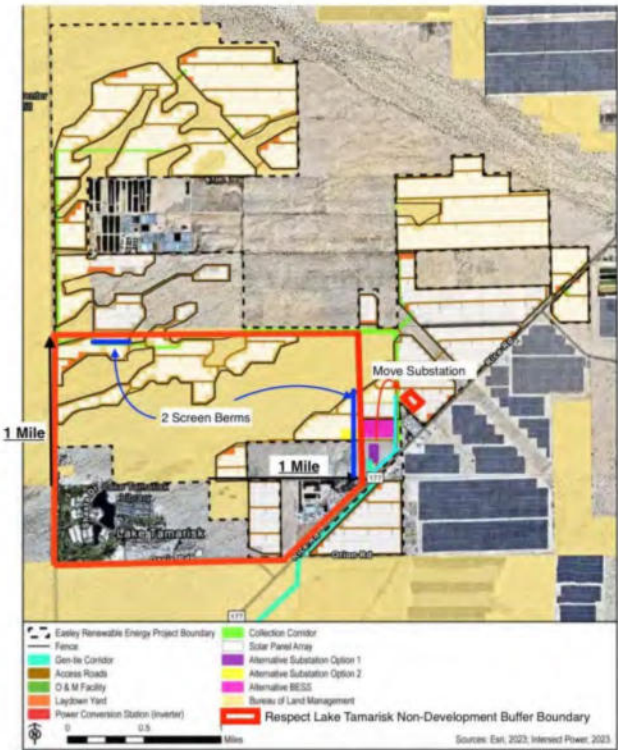 Move Substation
2 Screen Berms
1 Mile
1 Mile
177
Lake Tamarisk
Orion Rd
177
Easley Renewable Energy Project Boundary
Fence
Gen-tie Corridor
Access Roads
O & M Facility
Laydown Yard
Power Conversion Station (Inverter)
Collection Corridor
Solar Panel Array
Alternative Substation Option 1
Alternative Substation Option 2
Alternative BESS
Bureau of Land Management
Respect Lake Tamarisk Non-Development Buffer Boundary
0 0.5 Miles
Sources: Esri, 2023; Intersect Power, 2023